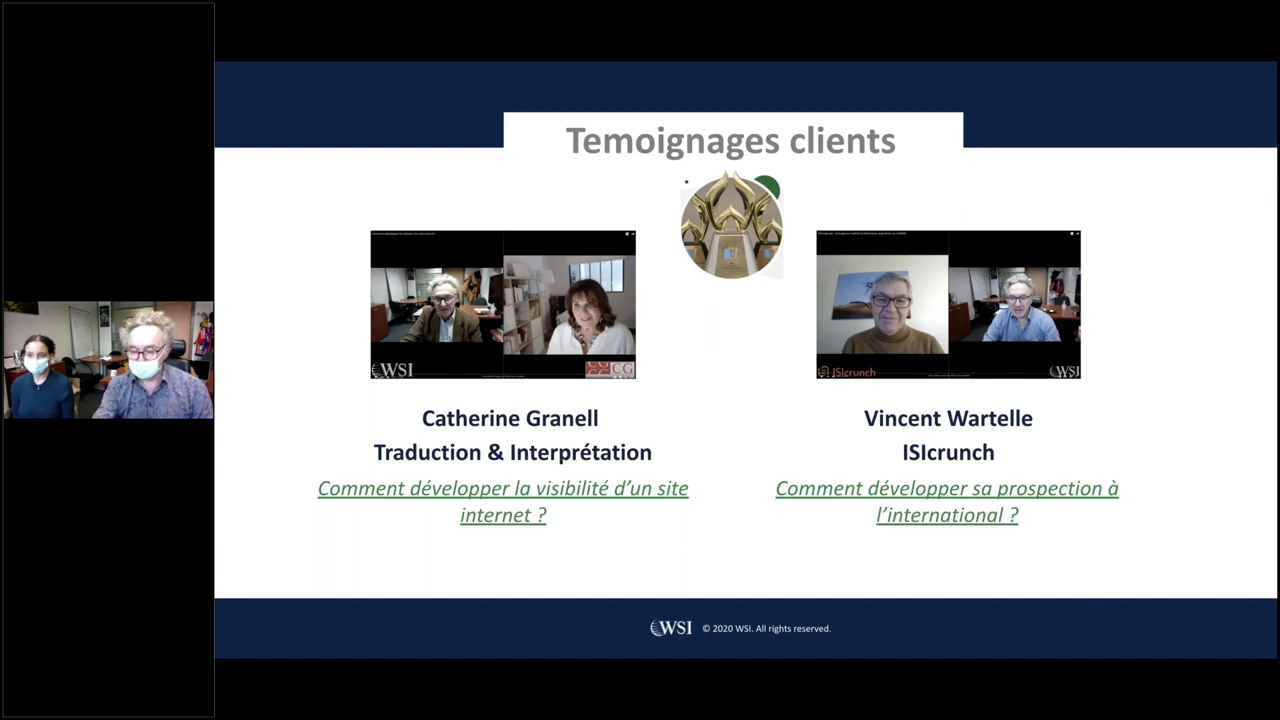 Temoignages clients
WSI
CG
ISIcrunch
WSI
Catherine Granell
Traduction & Interprétation
Comment développer la visibilité d’un site
internet ?
Vincent Wartelle
ISIcrunch
Comment développer sa prospection à
l’international ?
WSI © 2020 WSI. All rights reserved.